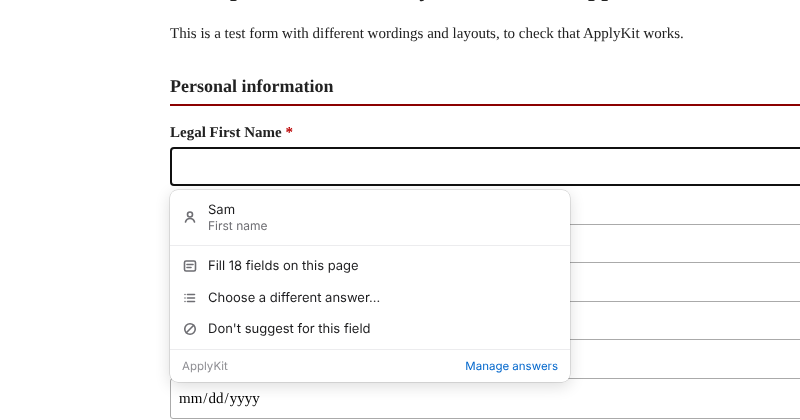 This is a test form with different wordings and layouts, to check that ApplyKit works.
Personal information
Legal First Name *
Sam
First name
Fill 18 fields on this page
Choose a different answer...
Don't suggest for this field
ApplyKit Manage answers
mm/dd/yyyy